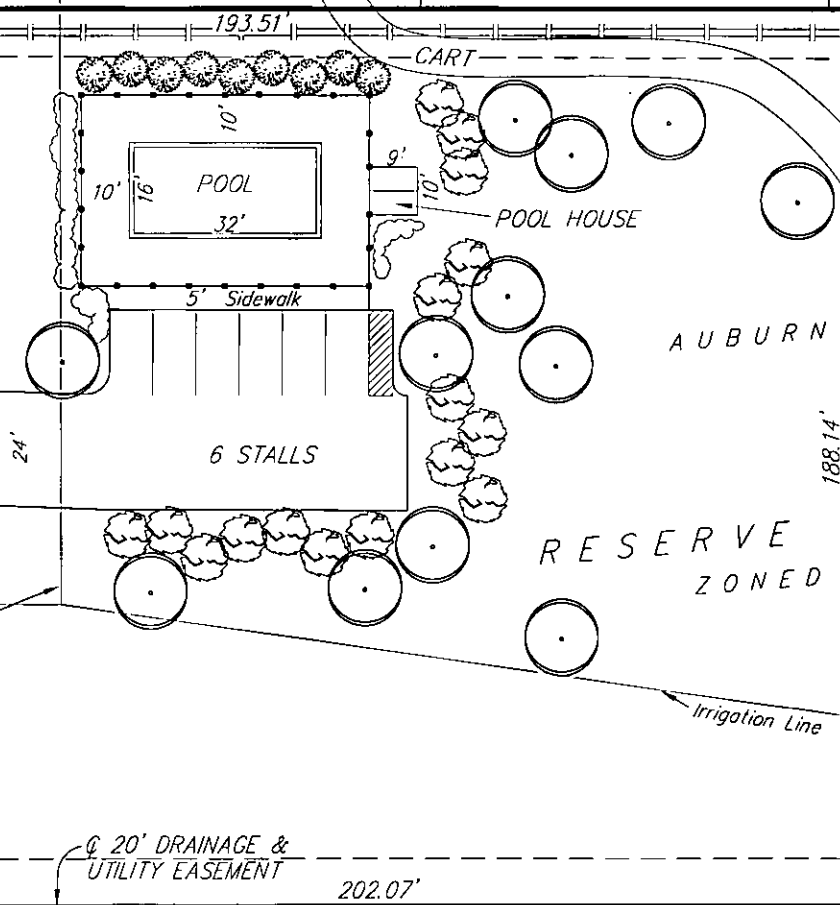 193.51'
CART
10'
9'
10'
16'
POOL
10'
32'
POOL HOUSE
5' Sidewalk
AUBURN
24'
6 STALLS
188.14'
RESERVE
ZONED
Irrigation Line
℄ 20' DRAINAGE &
UTILITY EASEMENT
202.07'